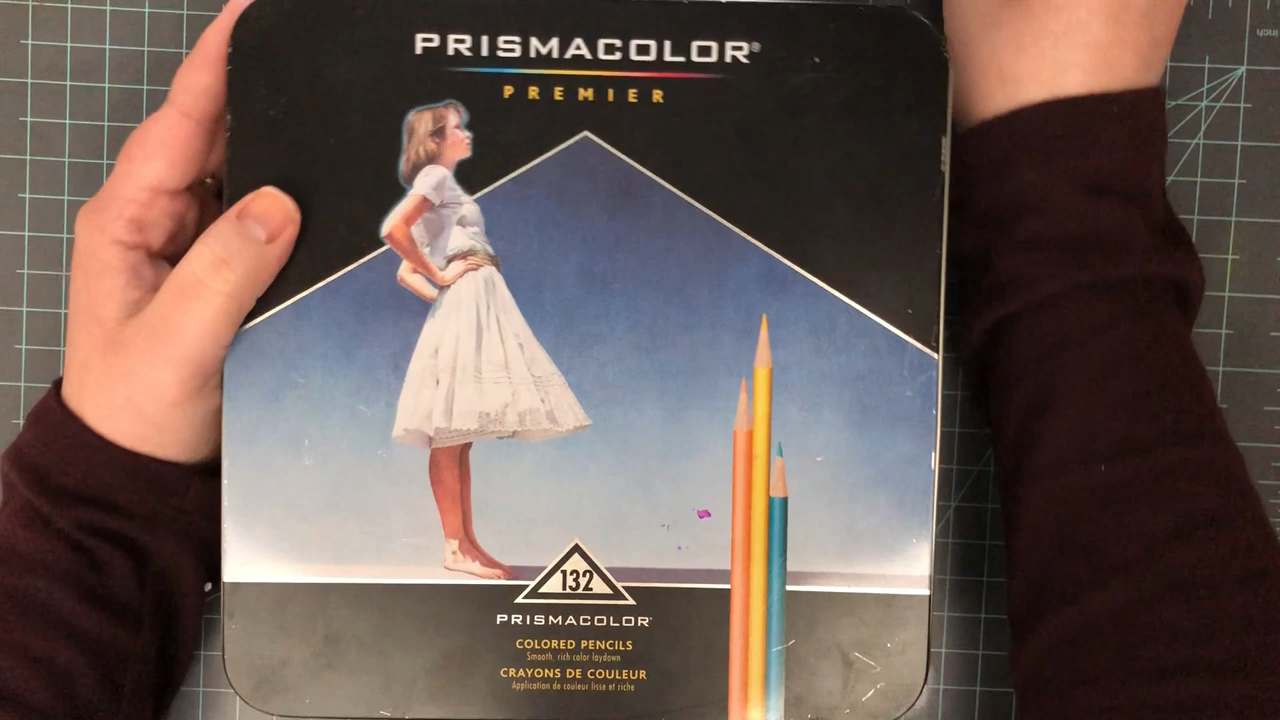 PRISMACOLOR®
PREMIER
132
PRISMACOLOR®
COLORED PENCILS
Smooth, rich color laydown
CRAYONS DE COULEUR
Application de couleur lisse et riche
inch